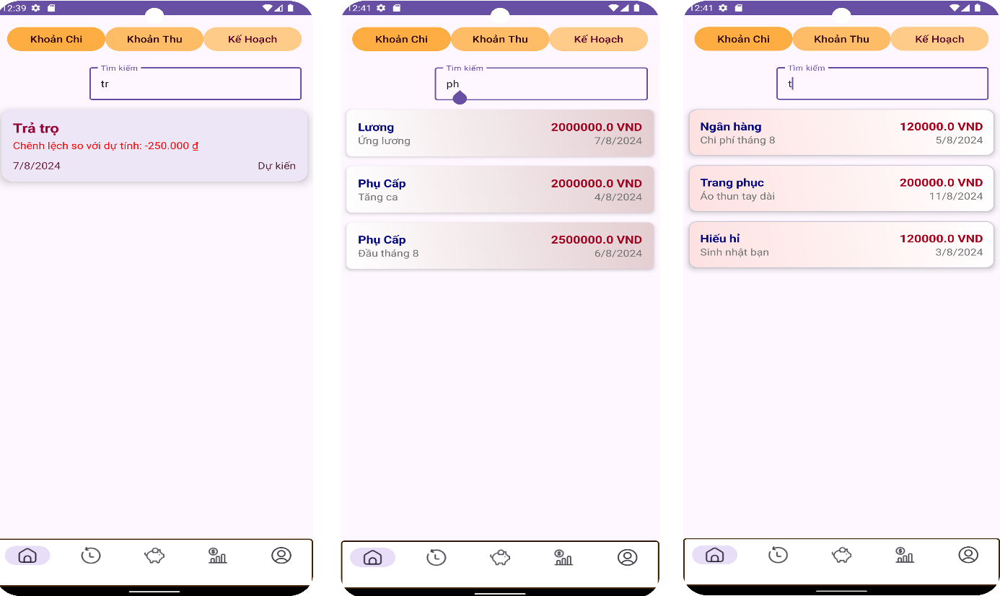 12:39
Khoản Chi
Khoản Thu
Kế Hoạch
Tìm kiếm
tr
Trả trọ
Chênh lệch so với dự tính: -250.000 ₫
7/8/2024
Dự kiến
12:41
Khoản Chi
Khoản Thu
Kế Hoạch
Tìm kiếm
ph
Lương
2000000.0 VND
Ứng lương
7/8/2024
Phụ Cấp
2000000.0 VND
Tăng ca
4/8/2024
Phụ Cấp
2500000.0 VND
Đầu tháng 8
6/8/2024
12:41
Khoản Chi
Khoản Thu
Kế Hoạch
Tìm kiếm
t
Ngân hàng
120000.0 VND
Chi phí tháng 8
5/8/2024
Trang phục
200000.0 VND
Áo thun tay dài
11/8/2024
Hiếu hỉ
120000.0 VND
Sinh nhật bạn
3/8/2024